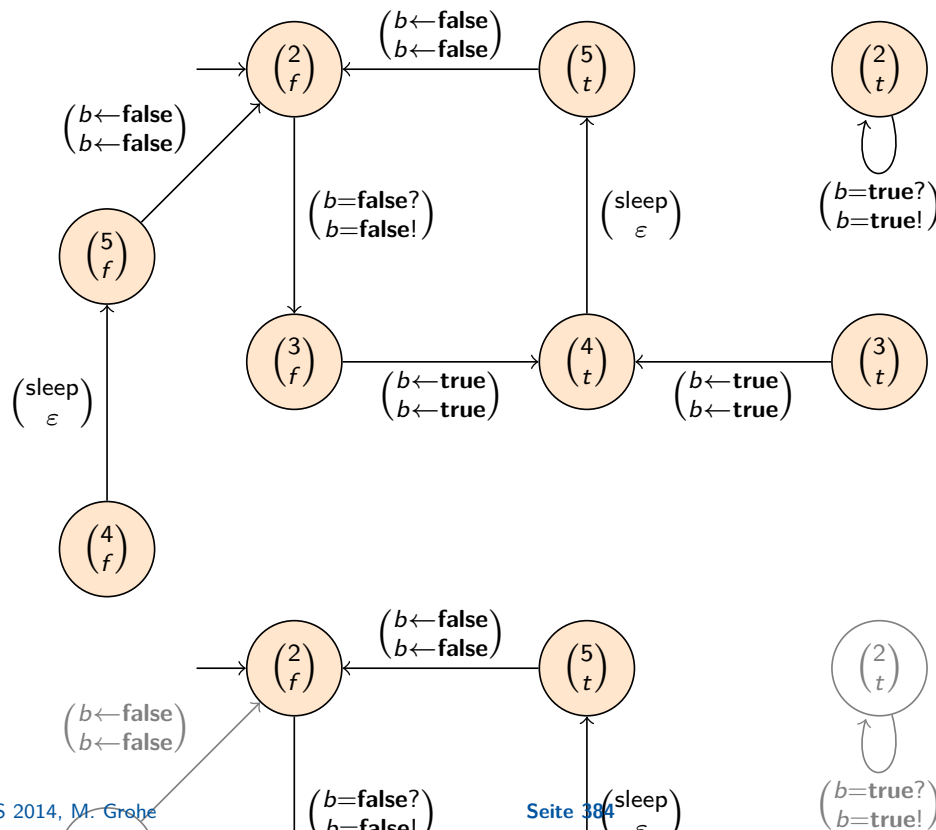 b←false
b←false
2
f
5
t
2
t
b←false
b←false
b=false?
b=false!
sleep
ε
b=true?
b=true!
5
f
sleep
ε
3
f
b←true
b←true
4
t
b←true
b←true
3
t
4
f
b←false
b←false
2
f
5
t
2
t
b←false
b←false
b=false?
b=false!
sleep
ε
b=true?
b=true!
S 2014, M. Grohe
Seite 384